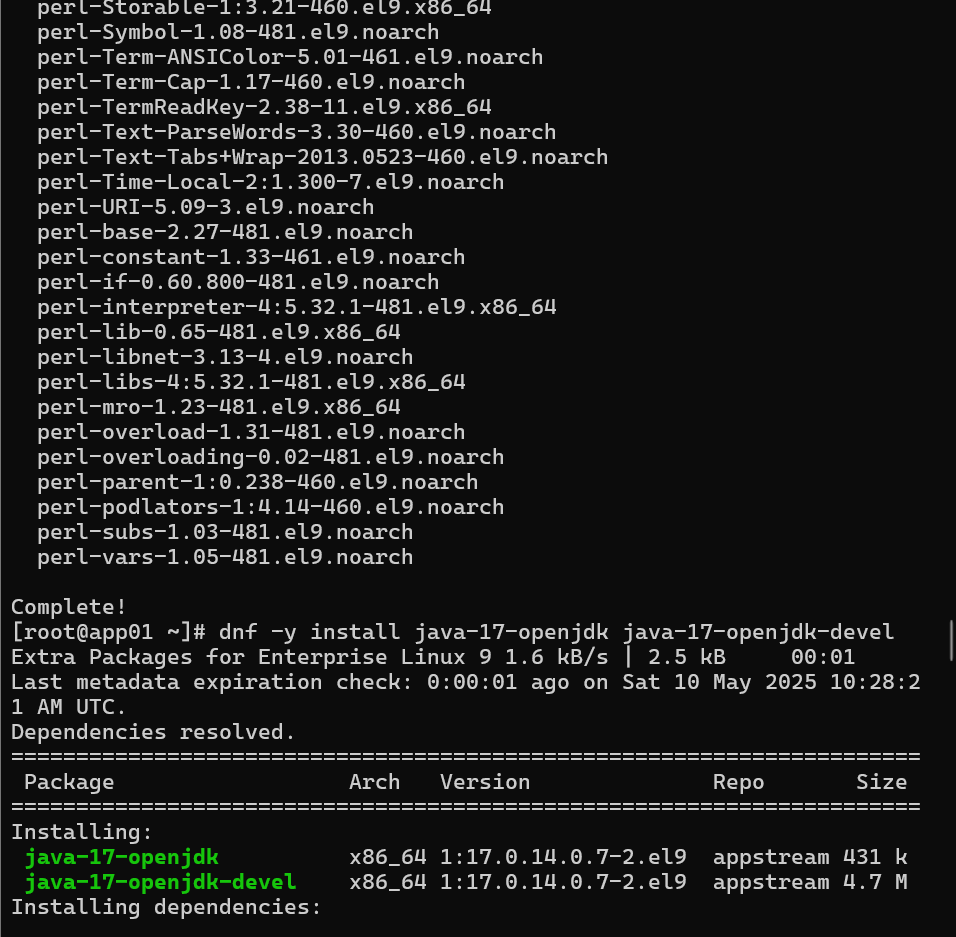 perl-Storable-1:3.21-460.el9.x86_64
perl-Symbol-1.08-481.el9.noarch
perl-Term-ANSIColor-5.01-461.el9.noarch
perl-Term-Cap-1.17-460.el9.noarch
perl-TermReadKey-2.38-11.el9.x86_64
perl-Text-ParseWords-3.30-460.el9.noarch
perl-Text-Tabs+Wrap-2013.0523-460.el9.noarch
perl-Time-Local-2:1.300-7.el9.noarch
perl-URI-5.09-3.el9.noarch
perl-base-2.27-481.el9.noarch
perl-constant-1.33-461.el9.noarch
perl-if-0.60.800-481.el9.noarch
perl-interpreter-4:5.32.1-481.el9.x86_64
perl-lib-0.65-481.el9.x86_64
perl-libnet-3.13-4.el9.noarch
perl-libs-4:5.32.1-481.el9.x86_64
perl-mro-1.23-481.el9.x86_64
perl-overload-1.31-481.el9.noarch
perl-overloading-0.02-481.el9.noarch
perl-parent-1:0.238-460.el9.noarch
perl-podlators-1:4.14-460.el9.noarch
perl-subs-1.03-481.el9.noarch
perl-vars-1.05-481.el9.noarch
Complete!
[root@app01 ~]# dnf -y install java-17-openjdk java-17-openjdk-devel
Extra Packages for Enterprise Linux 9 1.6 kB/s | 2.5 kB     00:01
Last metadata expiration check: 0:00:01 ago on Sat 10 May 2025 10:28:2
1 AM UTC.
Dependencies resolved.
======================================================================
 Package                  Arch   Version              Repo       Size
======================================================================
Installing:
 java-17-openjdk          x86_64 1:17.0.14.0.7-2.el9  appstream 431 k
 java-17-openjdk-devel    x86_64 1:17.0.14.0.7-2.el9  appstream 4.7 M
Installing dependencies: